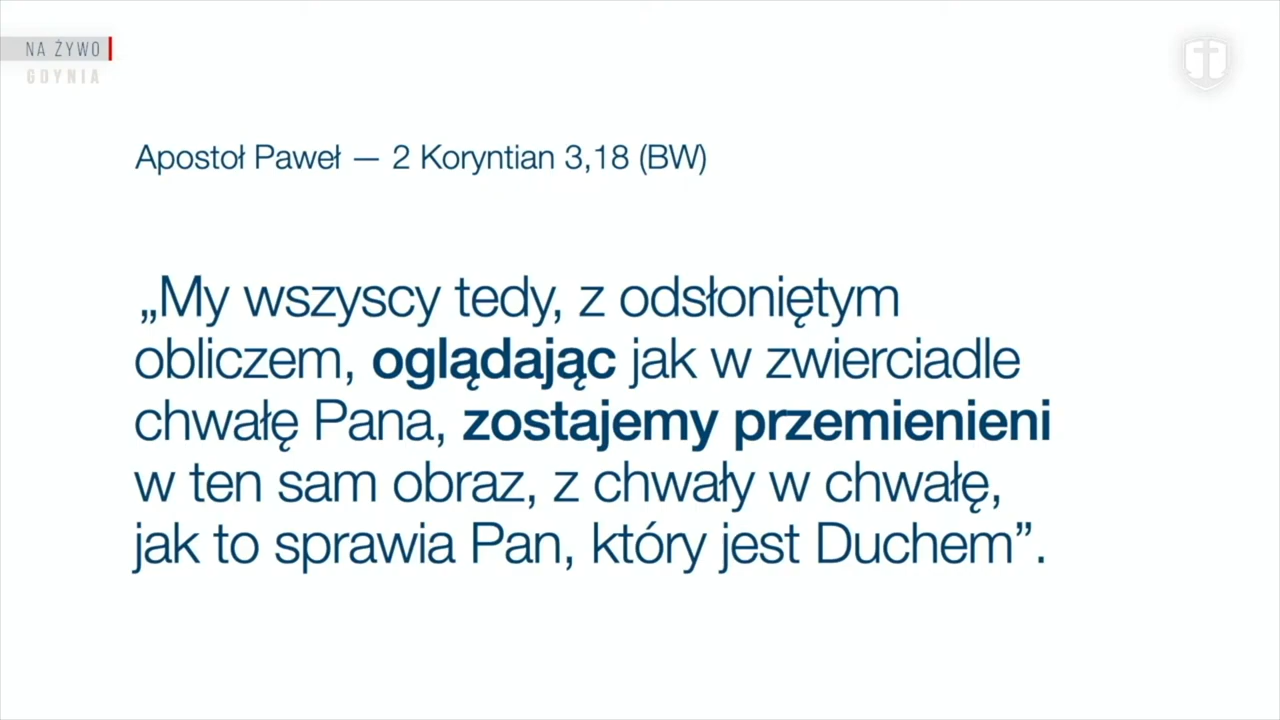 NA ŻYWO
GDYNIA
Apostoł Paweł — 2 Koryntian 3,18 (BW)
„My wszyscy tedy, z odsłoniętym
obliczem, oglądając jak w zwierciadle
chwałę Pana, zostajemy przemienieni
w ten sam obraz, z chwały w chwałę,
jak to sprawia Pan, który jest Duchem”.